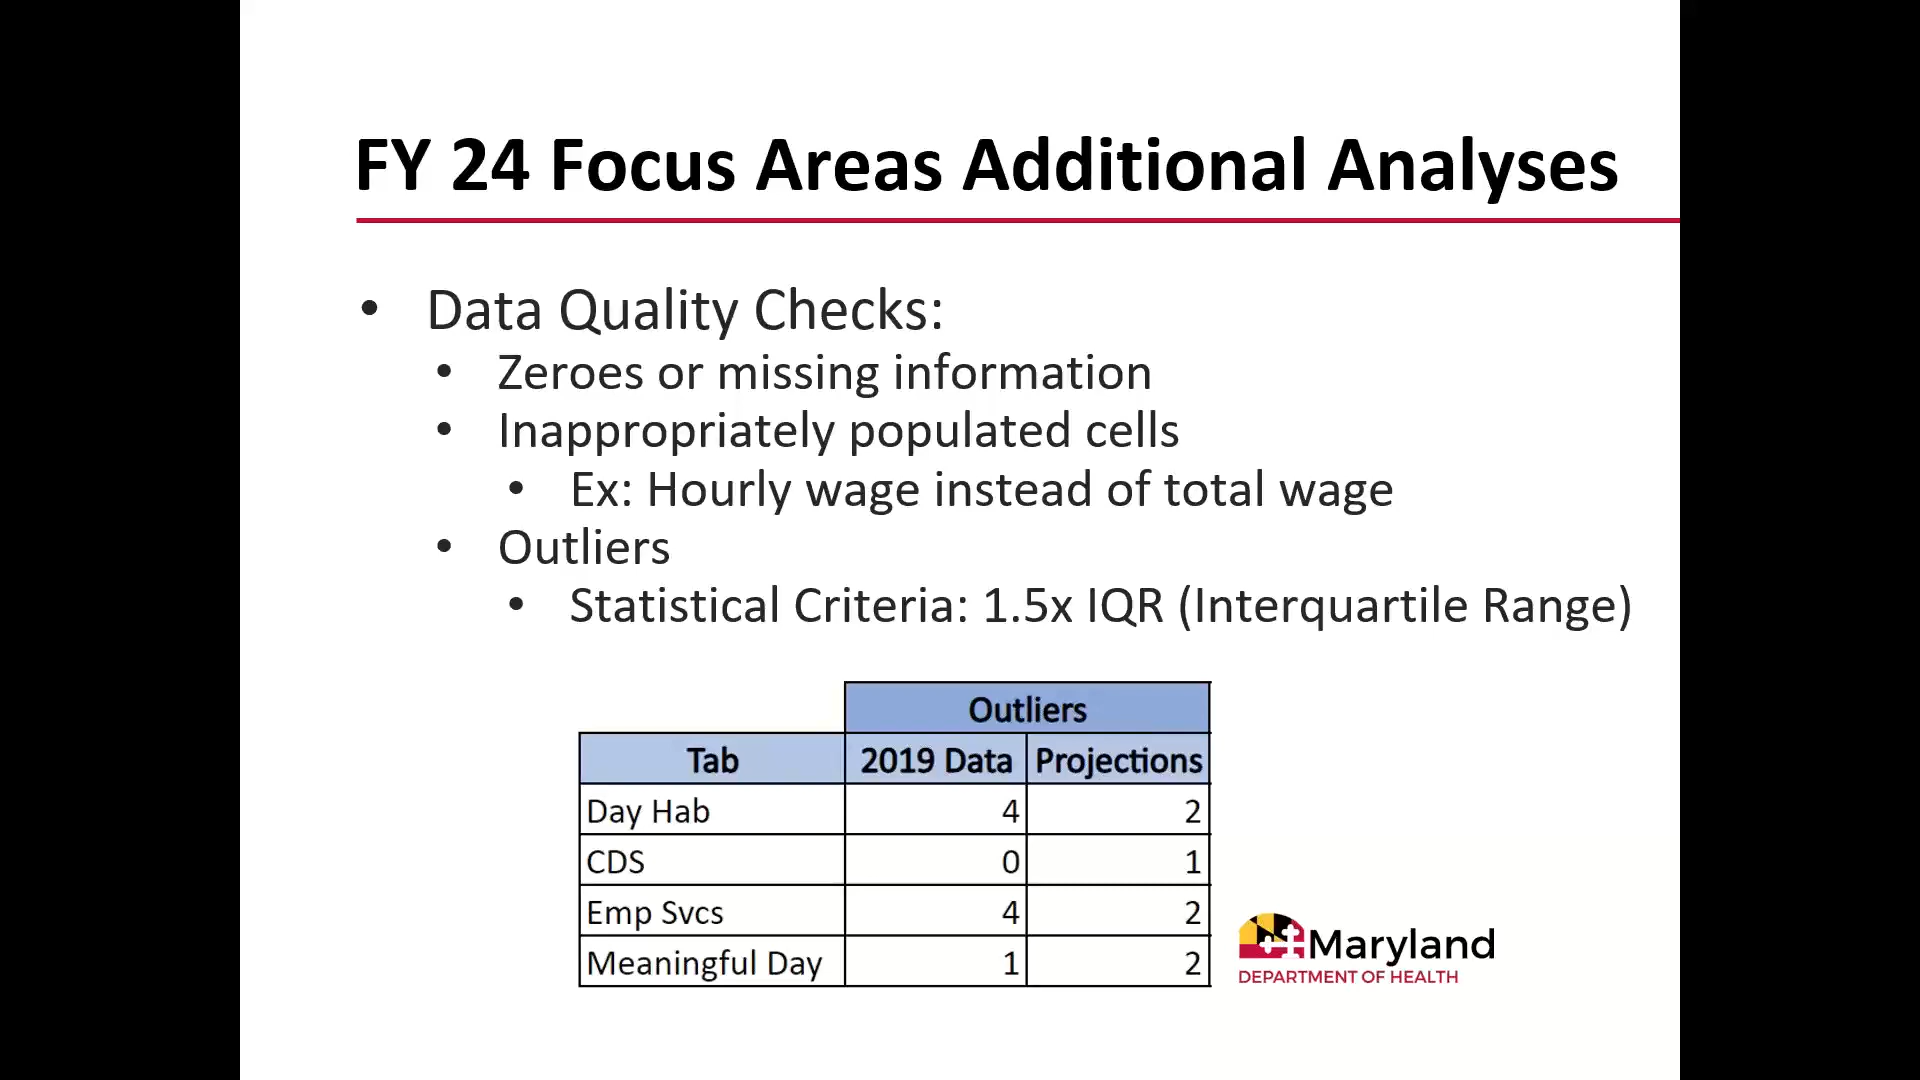 FY 24 Focus Areas Additional Analyses
• Data Quality Checks:
• Zeroes or missing information
• Inappropriately populated cells
• Ex: Hourly wage instead of total wage
• Outliers
• Statistical Criteria: 1.5x IQR (Interquartile Range)
Outliers
Tab 2019 Data Projections
Day Hab 4 2
CDS 0 1
Emp Svcs 4 2
Meaningful Day 1 2
Maryland
DEPARTMENT OF HEALTH